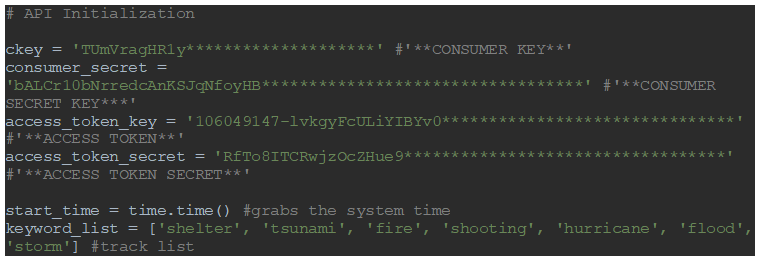 # API Initialization
ckey = 'TUmVragHR1y********************' #'**CONSUMER KEY**'
consumer_secret =
'bALCr10bNrredcAnKSJqNfoyHB**********************************' #'**CONSUMER
SECRET KEY***'
access_token_key = '106049147-lvkgyFcULiYIBYv0*******************************'
#'**ACCESS TOKEN**'
access_token_secret = 'RfTo8ITCRwjzOcZHue9**********************************'
#'**ACCESS TOKEN SECRET**'
start_time = time.time() #grabs the system time
keyword_list = ['shelter', 'tsunami', 'fire', 'shooting', 'hurricane', 'flood',
'storm'] #track list